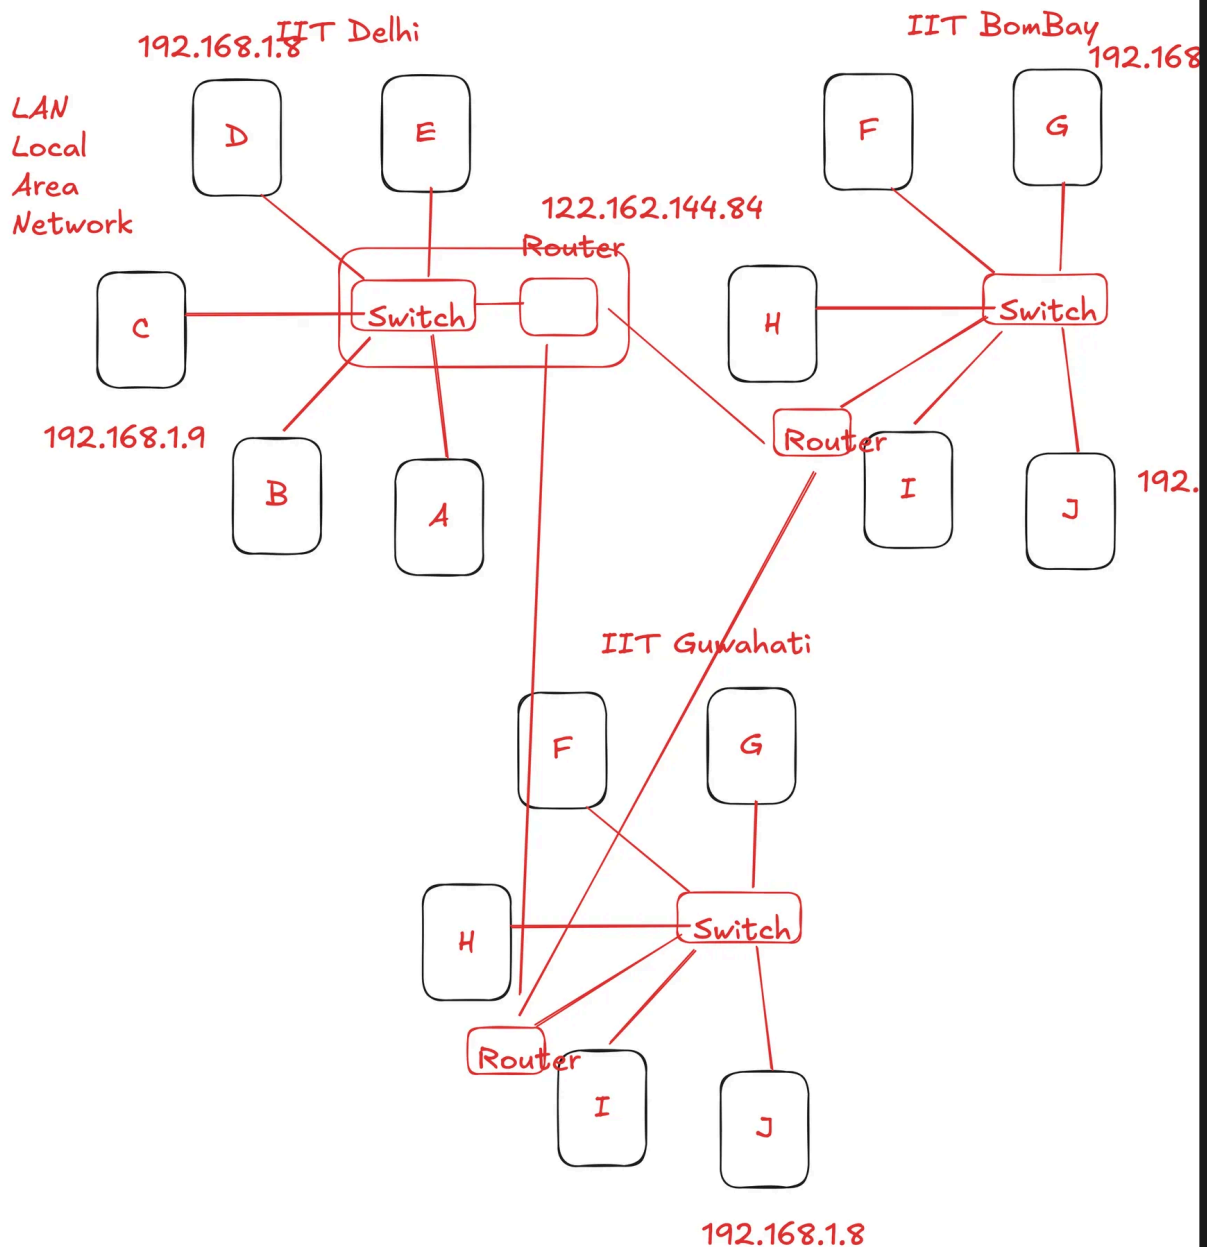 IIT Delhi
192.168.1.8
LAN
Local
Area
Network
D
E
122.162.144.84
Router
Switch
C
192.168.1.9
B
A
IIT BomBay
192.168
F
G
H
Switch
Router
I
J
192.
IIT Guwahati
F
G
H
Switch
Router
I
J
192.168.1.8